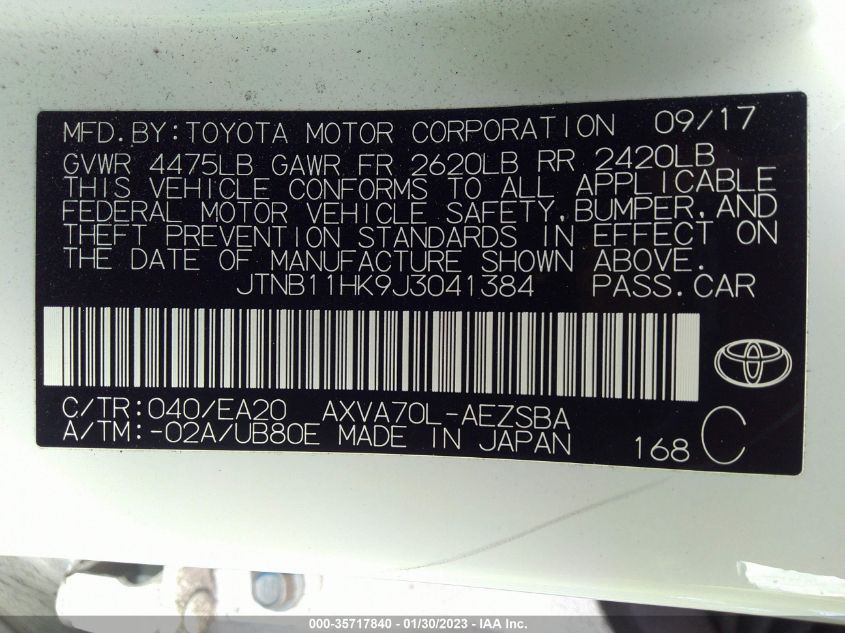 MFD.BY:TOYOTA MOTOR CORPORATION 09/17
GVWR 4475LB GAWR FR 2620LB RR 2420LB
THIS VEHICLE CONFORMS TO ALL APPLICABLE
FEDERAL MOTOR VEHICLE SAFETY,BUMPER,AND
THEFT PREVENTION STANDARDS IN EFFECT ON
THE DATE OF MANUFACTURE SHOWN ABOVE.
JTNB11HK9J3041384 PASS.CAR
C/TR:040/EA20 AXVA70L-AEZSBA
A/TM:-02A/UB80E MADE IN JAPAN 168 C
000-35717840 - 01/30/2023 - IAA Inc.